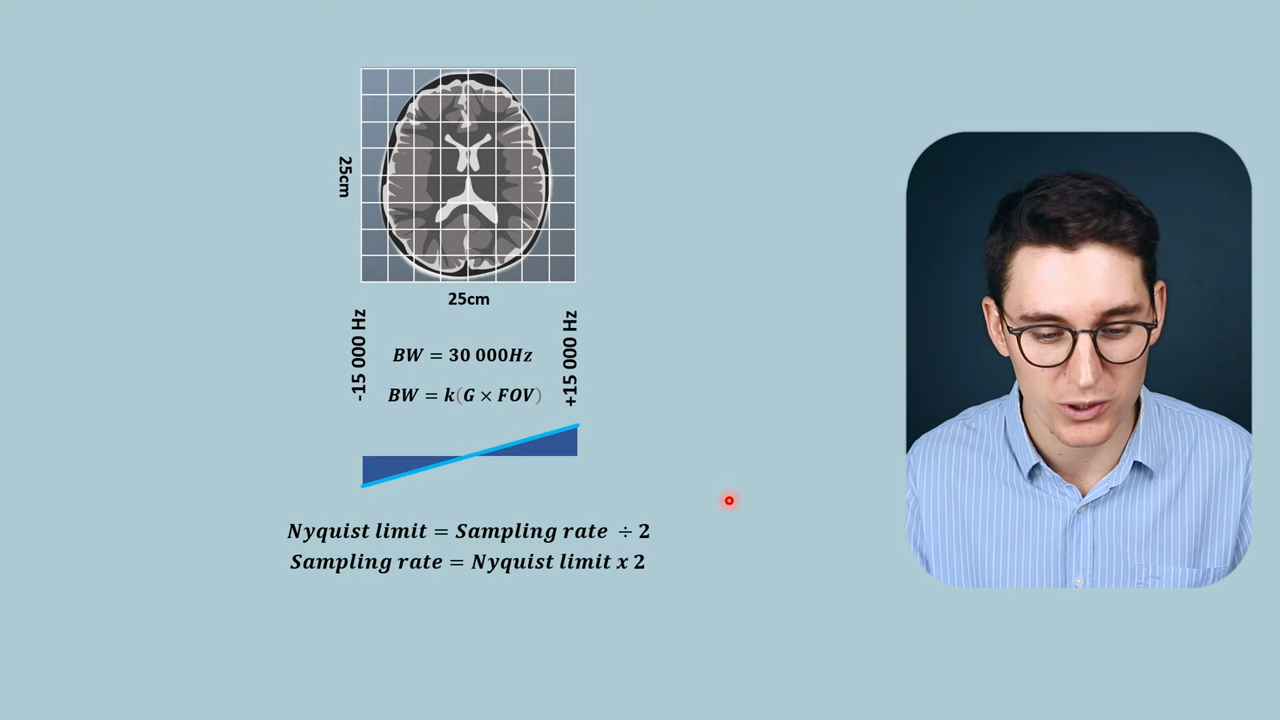 25cm
25cm
-15 000 Hz
+15 000 Hz
BW = 30 000Hz
BW = k(G × FOV)
Nyquist limit = Sampling rate ÷ 2
Sampling rate = Nyquist limit x 2